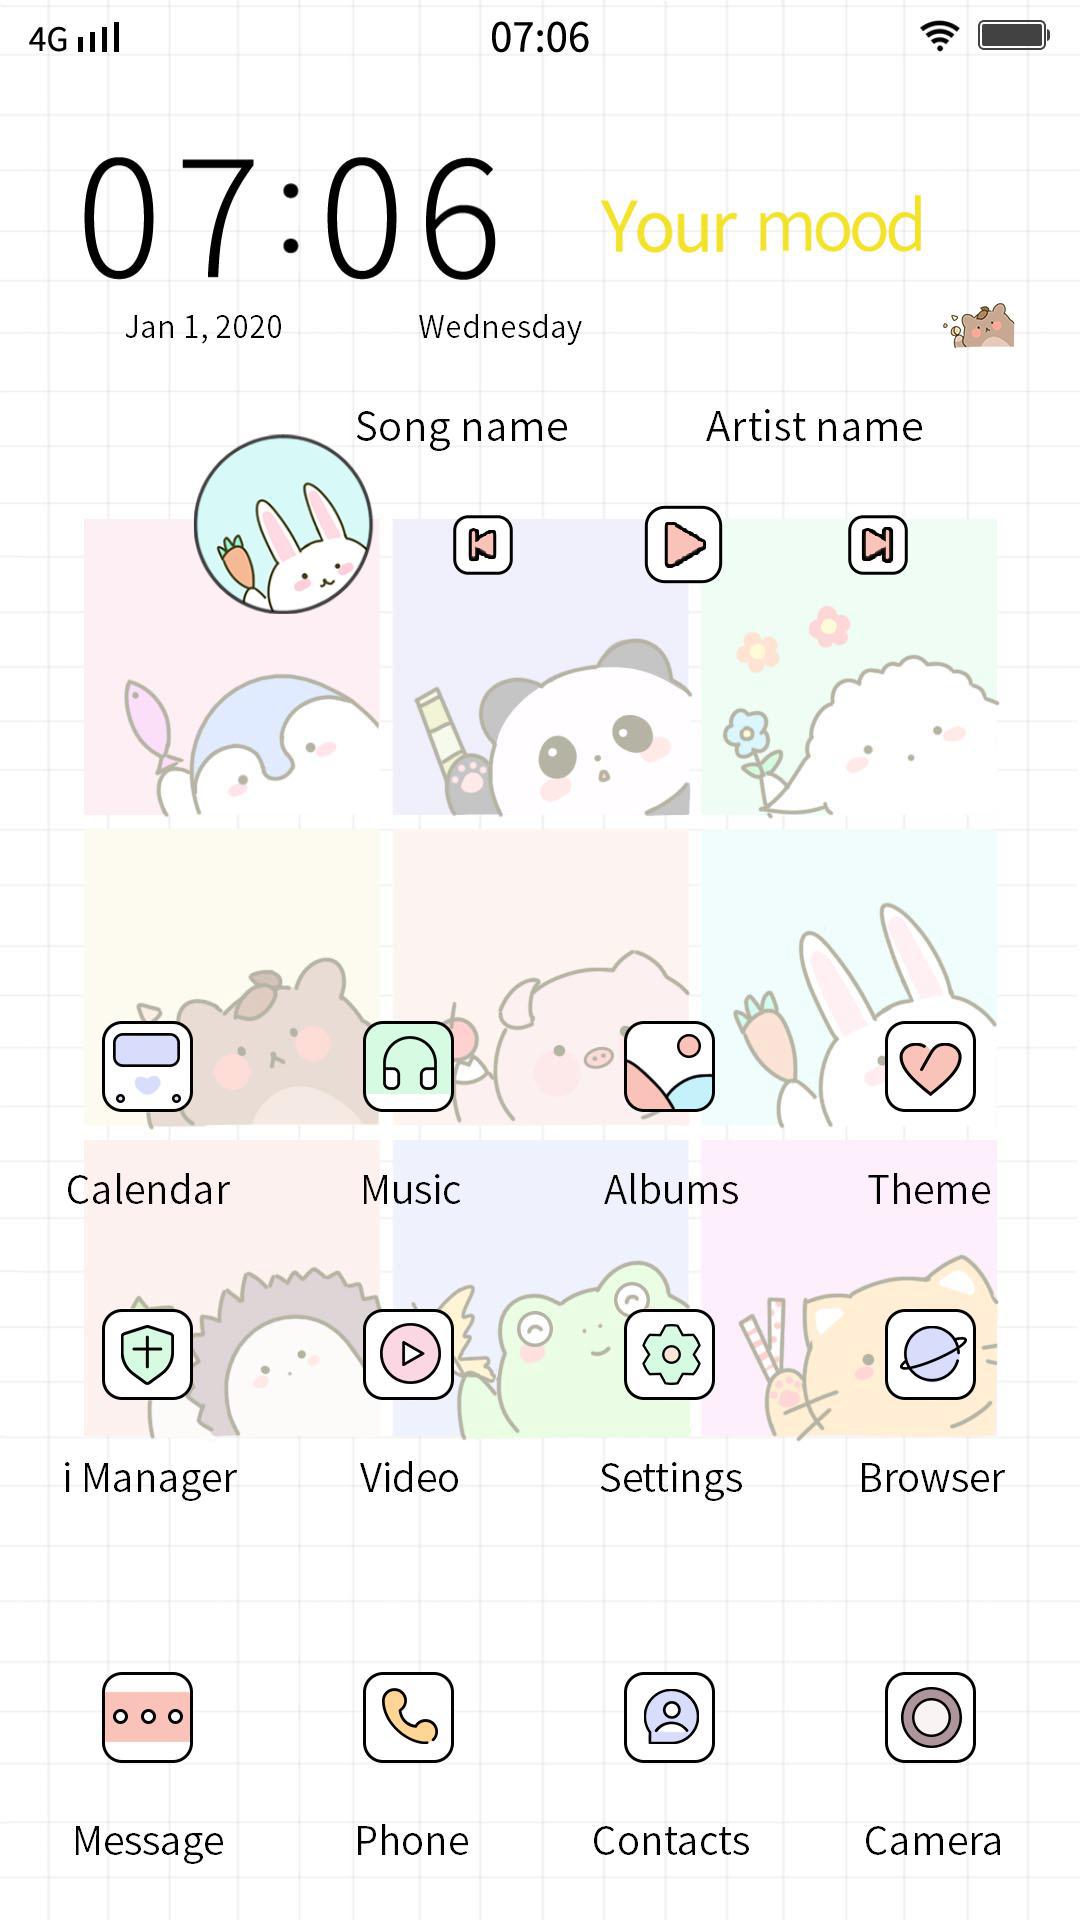 4G 07:06
07:06 Your mood
Jan 1, 2020 Wednesday
Song name Artist name
Calendar Music Albums Theme
i Manager Video Settings Browser
Message Phone Contacts Camera